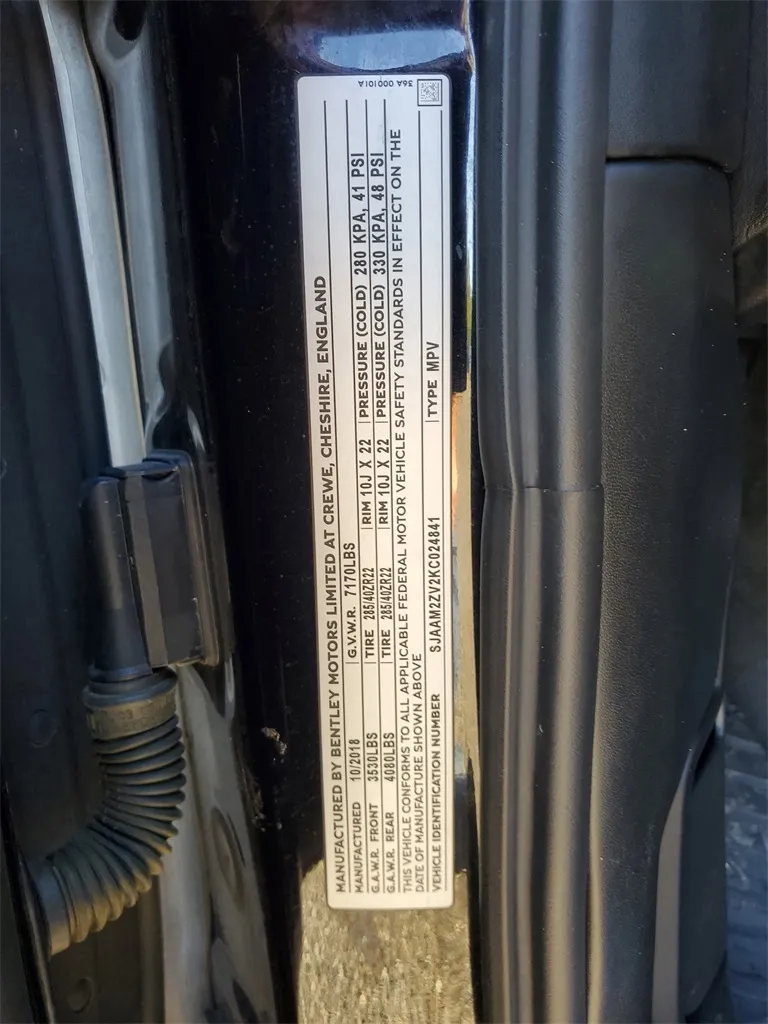 36A 000101A
MANUFACTURED BY BENTLEY MOTORS LIMITED AT CREWE, CHESHIRE, ENGLAND
MANUFACTURED 10/2018 G.V.W.R. 7170LBS
G.A.W.R. FRONT 3530LBS TIRE 285/40ZR22 RIM 10J X 22 PRESSURE (COLD) 280 KPA, 41 PSI
G.A.W.R. REAR 4080LBS TIRE 285/40ZR22 RIM 10J X 22 PRESSURE (COLD) 330 KPA, 48 PSI
THIS VEHICLE CONFORMS TO ALL APPLICABLE FEDERAL MOTOR VEHICLE SAFETY STANDARDS IN EFFECT ON THE
DATE OF MANUFACTURE SHOWN ABOVE
VEHICLE IDENTIFICATION NUMBER SJAAM2ZV2KC024841 TYPE MPV